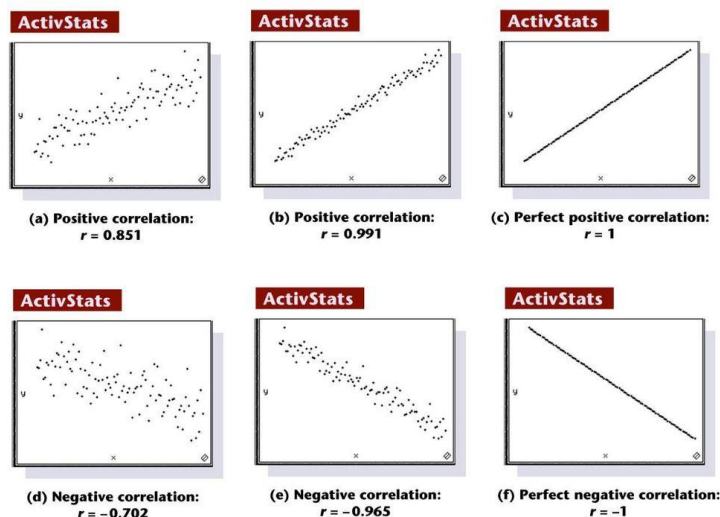 ActivStats
ActivStats
ActivStats
y
x
y
x
y
x
(a) Positive correlation:
r = 0.851
(b) Positive correlation:
r = 0.991
(c) Perfect positive correlation:
r = 1
ActivStats
ActivStats
ActivStats
y
x
y
x
y
x
(d) Negative correlation:
r = −0.702
(e) Negative correlation:
r = −0.965
(f) Perfect negative correlation:
r = −1